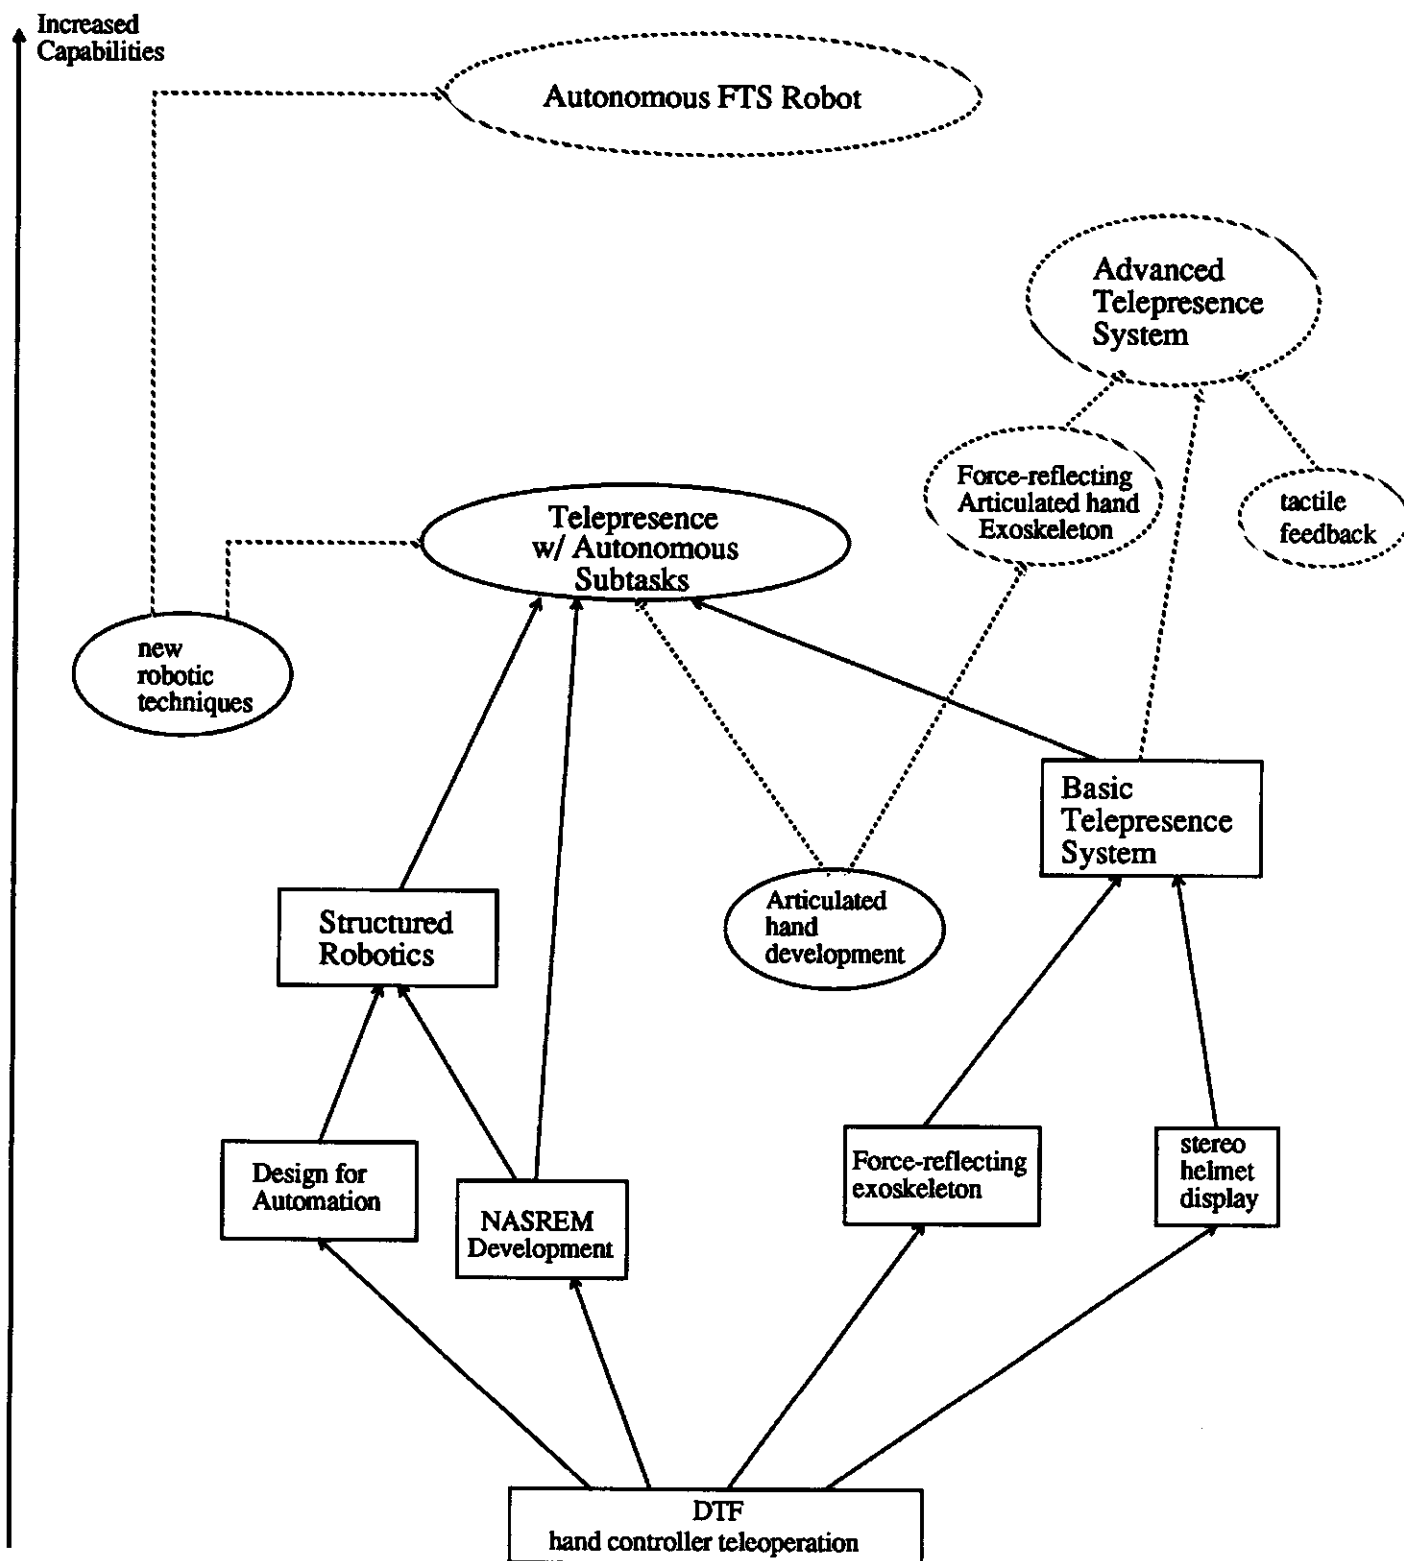 Increased
Capabilities
Autonomous FTS Robot
Advanced
Telepresence
System
Force-reflecting
Articulated hand
Exoskeleton
tactile
feedback
Telepresence
w/ Autonomous
Subtasks
new
robotic
techniques
Basic
Telepresence
System
Structured
Robotics
Articulated
hand
development
Design for
Automation
NASREM
Development
Force-reflecting
exoskeleton
stereo
helmet
display
DTF
hand controller teleoperation